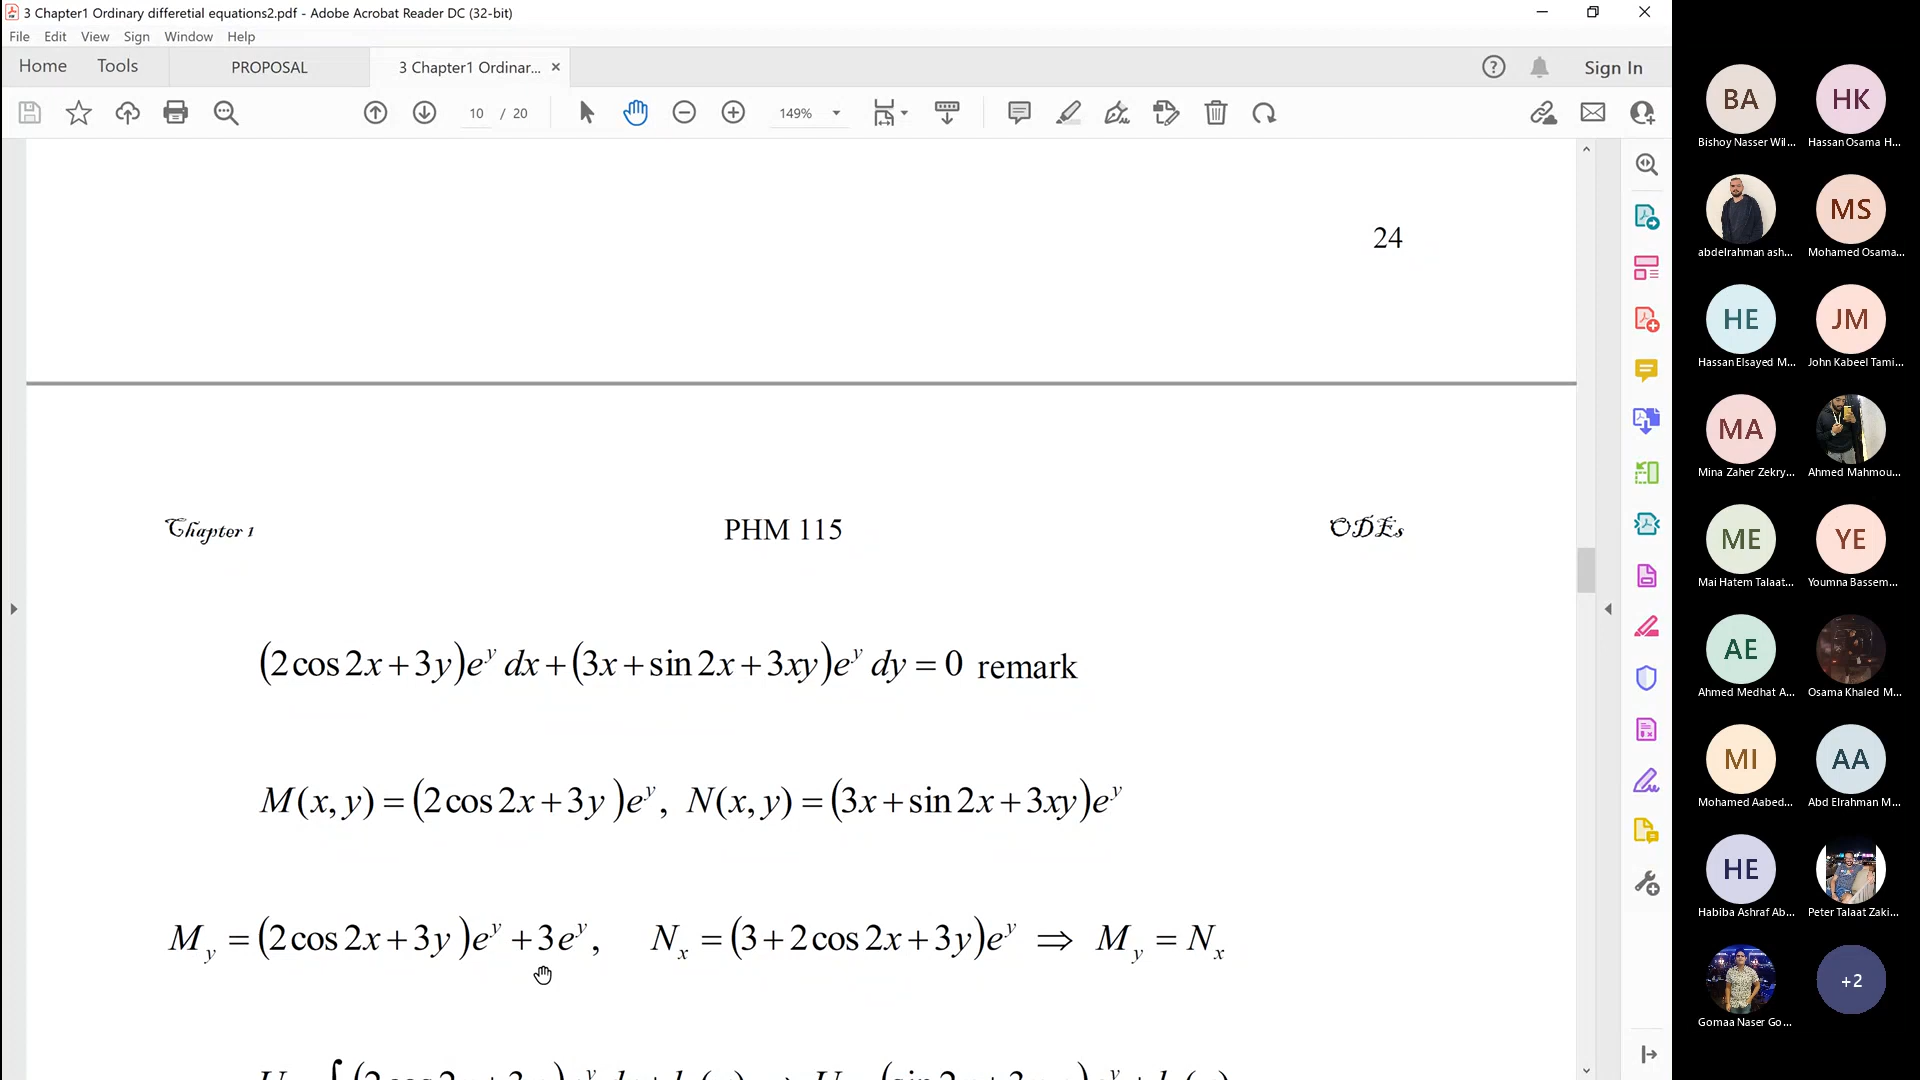 3 Chapter1 Ordinary differetial equations2.pdf - Adobe Acrobat Reader DC (32-bit)
File Edit View Sign Window Help
Home Tools PROPOSAL 3 Chapter1 Ordinar... × Sign In
10 / 20 149%
24
Chapter 1 PHM 115 ODEs
(2cos2x+3y)e^y dx+(3x+sin2x+3xy)e^y dy=0 remark
M(x,y)=(2cos2x+3y)e^y, N(x,y)=(3x+sin2x+3xy)e^y
M_y=(2cos2x+3y)e^y+3e^y, N_x=(3+2cos2x+3y)e^y ⇒ M_y=N_x
BA HK
Bishoy Nasser Wil... Hassan Osama H...
MS
abdelrahman ash... Mohamed Osama...
HE JM
Hassan Elsayed M... John Kabeel Tami...
MA
Mina Zaher Zekry... Ahmed Mahmou...
ME YE
Mai Hatem Talaat... Youmna Bassem...
AE
Ahmed Medhat A... Osama Khaled M...
MI AA
Mohamed Aabed... Abd Elrahman M...
HE
Habiba Ashraf Ab... Peter Talaat Zaki...
+2
Gomaa Naser Go...